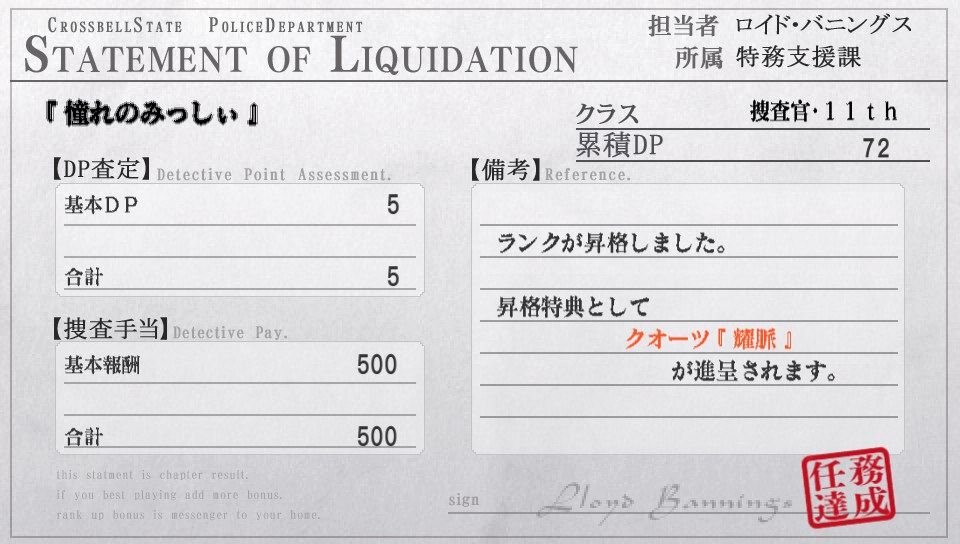 CROSSBELLSTATE POLICEDEPARTMENT
STATEMENT OF LIQUIDATION
担当者 ロイド・バニングス
所属 特務支援課
『憧れのみっしぃ』
クラス 捜査官・11th
累積DP 72
【DP査定】Detective Point Assessment.
基本DP 5
合計 5
【捜査手当】Detective Pay.
基本報酬 500
合計 500
【備考】Reference.
ランクが昇格しました。
昇格特典として
クオーツ『耀脈』
が進呈されます。
this statment is chapter result.
if you best playing add more bonus.
rank up bonus is messenger to your home.
sign Lloyd Bannings
任務
達成